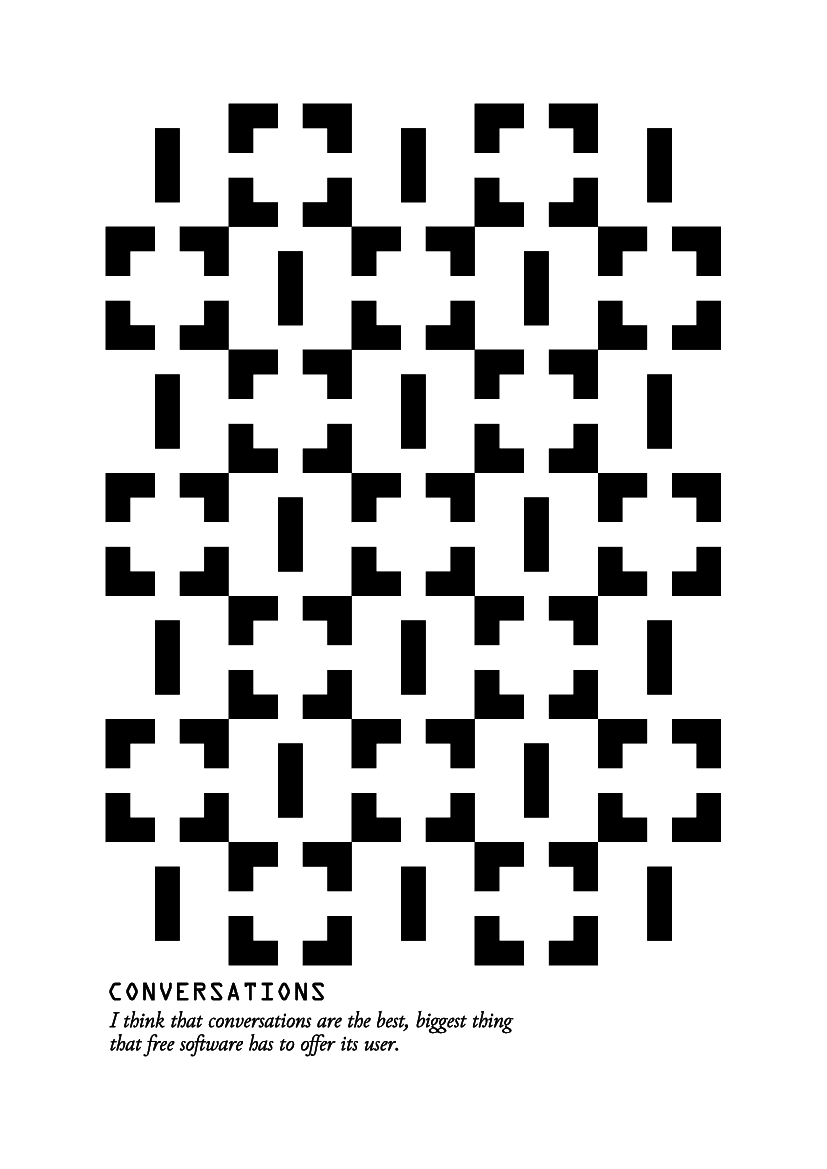 CONVERSATIONS
I think that conversations are the best, biggest thing
that free software has to offer its user.